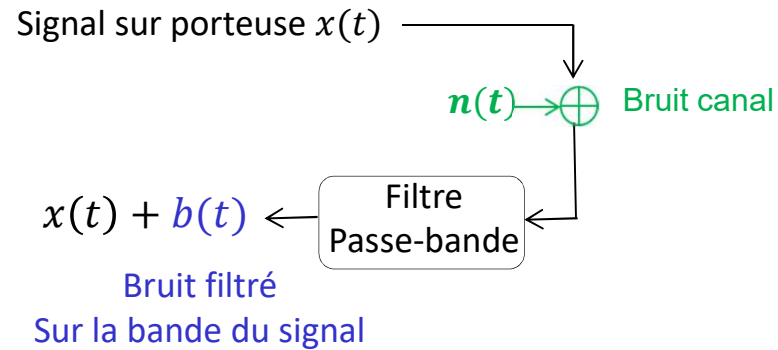 Signal sur porteuse x(t)
n(t) Bruit canal
Filtre
Passe-bande
x(t) + b(t)
Bruit filtré
Sur la bande du signal